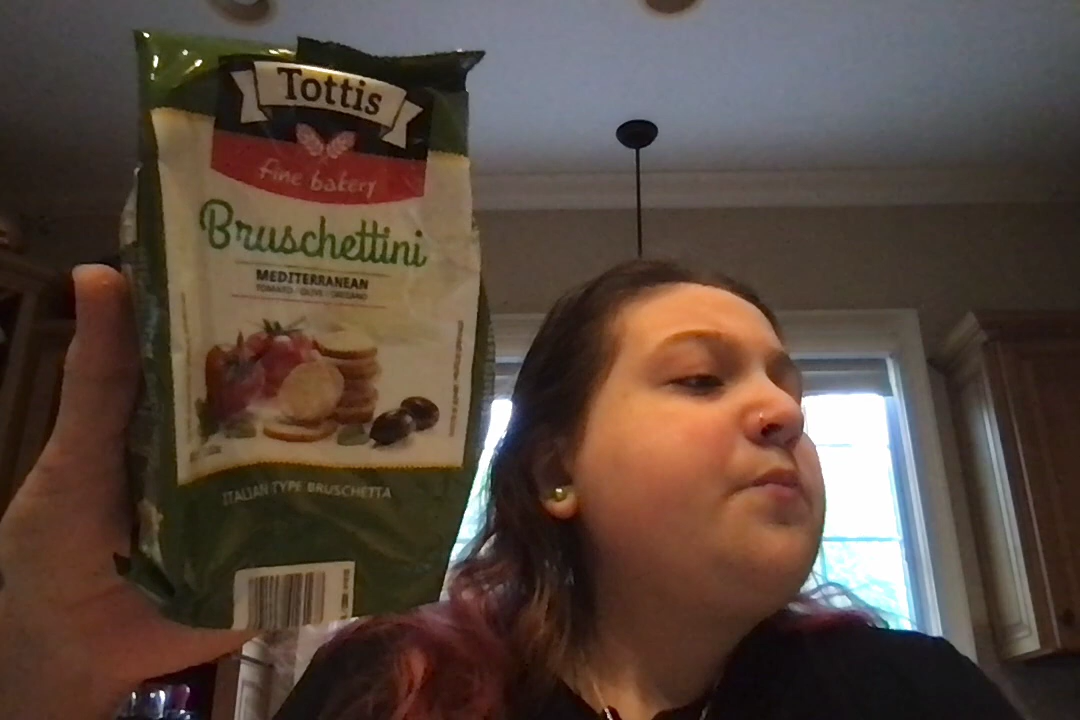 Tottis
fine bakery
Bruschettini
MEDITERRANEAN
TOMATO · OLIVE · OREGANO
ITALIAN TYPE BRUSCHETTA